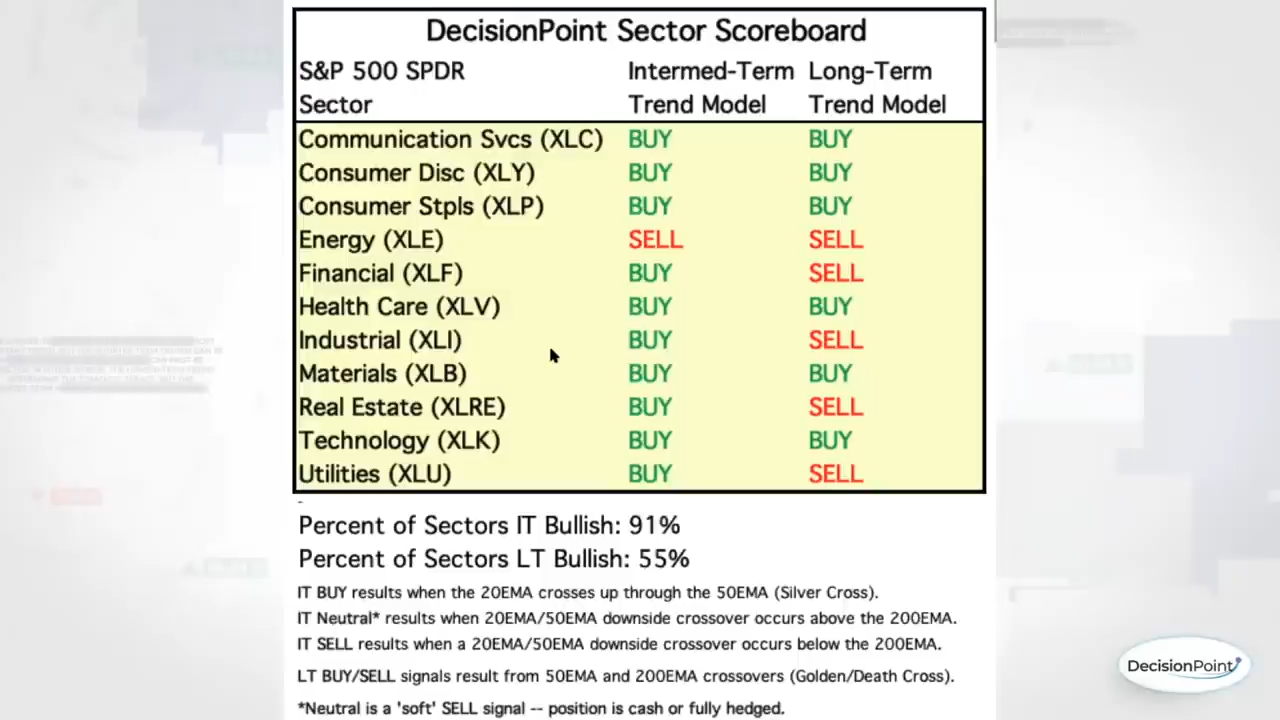 DecisionPoint Sector Scoreboard
S&P 500 SPDR Intermed-Term Long-Term
Sector Trend Model Trend Model
Communication Svcs (XLC) BUY BUY
Consumer Disc (XLY) BUY BUY
Consumer Stpls (XLP) BUY BUY
Energy (XLE) SELL SELL
Financial (XLF) BUY SELL
Health Care (XLV) BUY BUY
Industrial (XLI) BUY SELL
Materials (XLB) BUY BUY
Real Estate (XLRE) BUY SELL
Technology (XLK) BUY BUY
Utilities (XLU) BUY SELL
Percent of Sectors IT Bullish: 91%
Percent of Sectors LT Bullish: 55%
IT BUY results when the 20EMA crosses up through the 50EMA (Silver Cross).
IT Neutral* results when 20EMA/50EMA downside crossover occurs above the 200EMA.
IT SELL results when a 20EMA/50EMA downside crossover occurs below the 200EMA.
LT BUY/SELL signals result from 50EMA and 200EMA crossovers (Golden/Death Cross).
*Neutral is a 'soft' SELL signal -- position is cash or fully hedged.
DecisionPoint